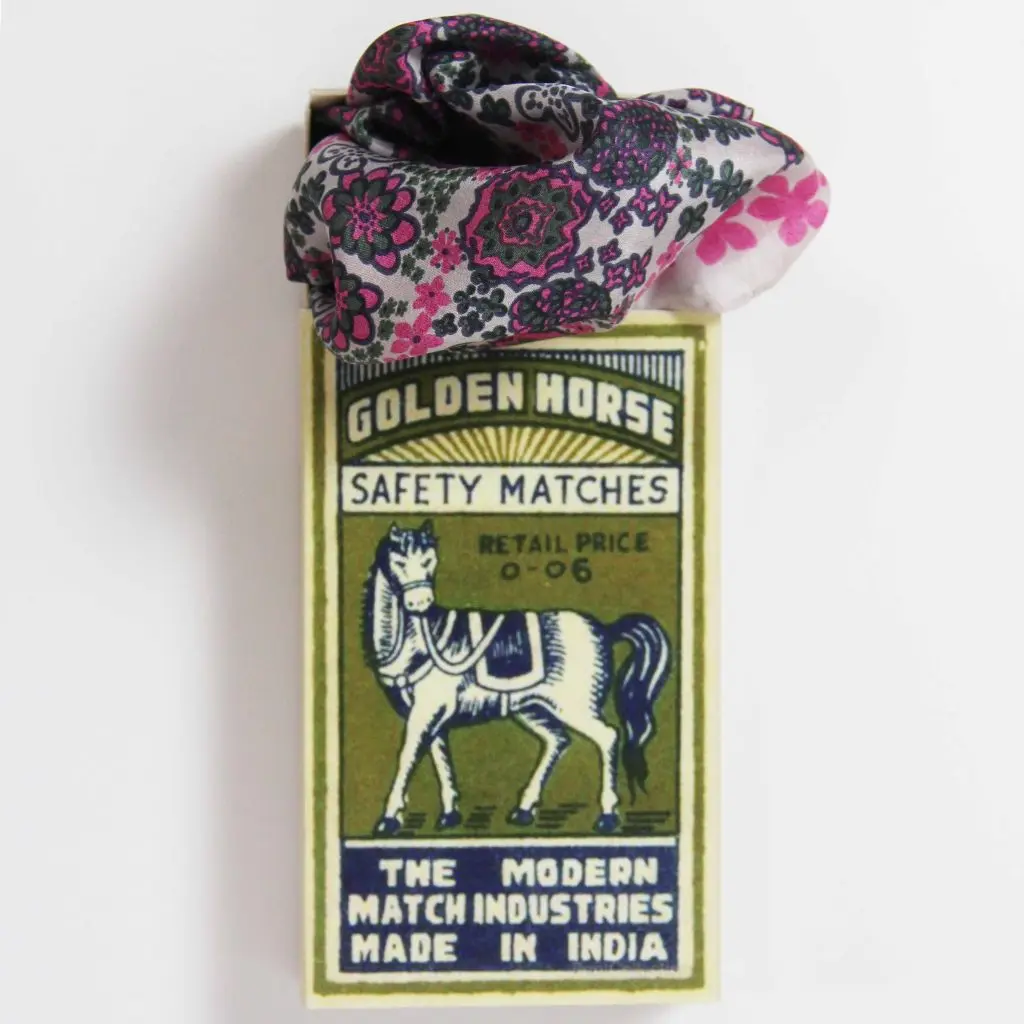 GOLDEN HORSE
SAFETY MATCHES
RETAIL PRICE
0-06
THE MODERN
MATCH INDUSTRIES
MADE IN INDIA